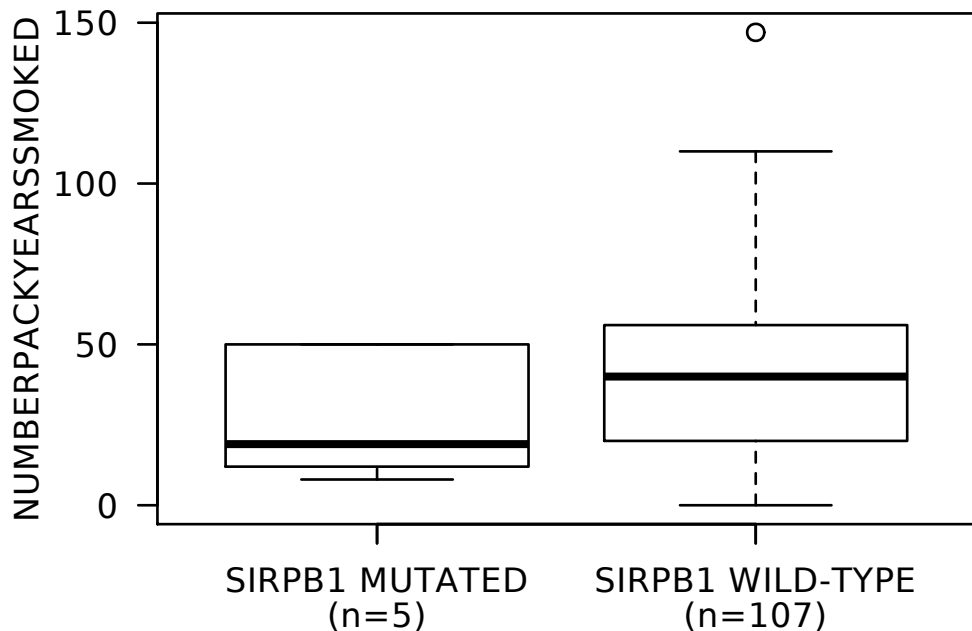 NUMBERPACKYEARSSMOKED
150
100
50
0
SIRPB1 MUTATED
(n=5)
SIRPB1 WILD-TYPE
(n=107)